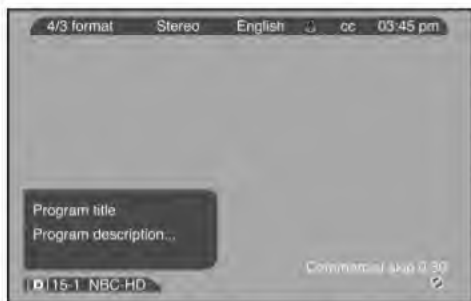 4/3 format Stereo English cc 03:45 pm
Program title
Program description...
Commercial skip 0:30
D 15-1 NBC-HD